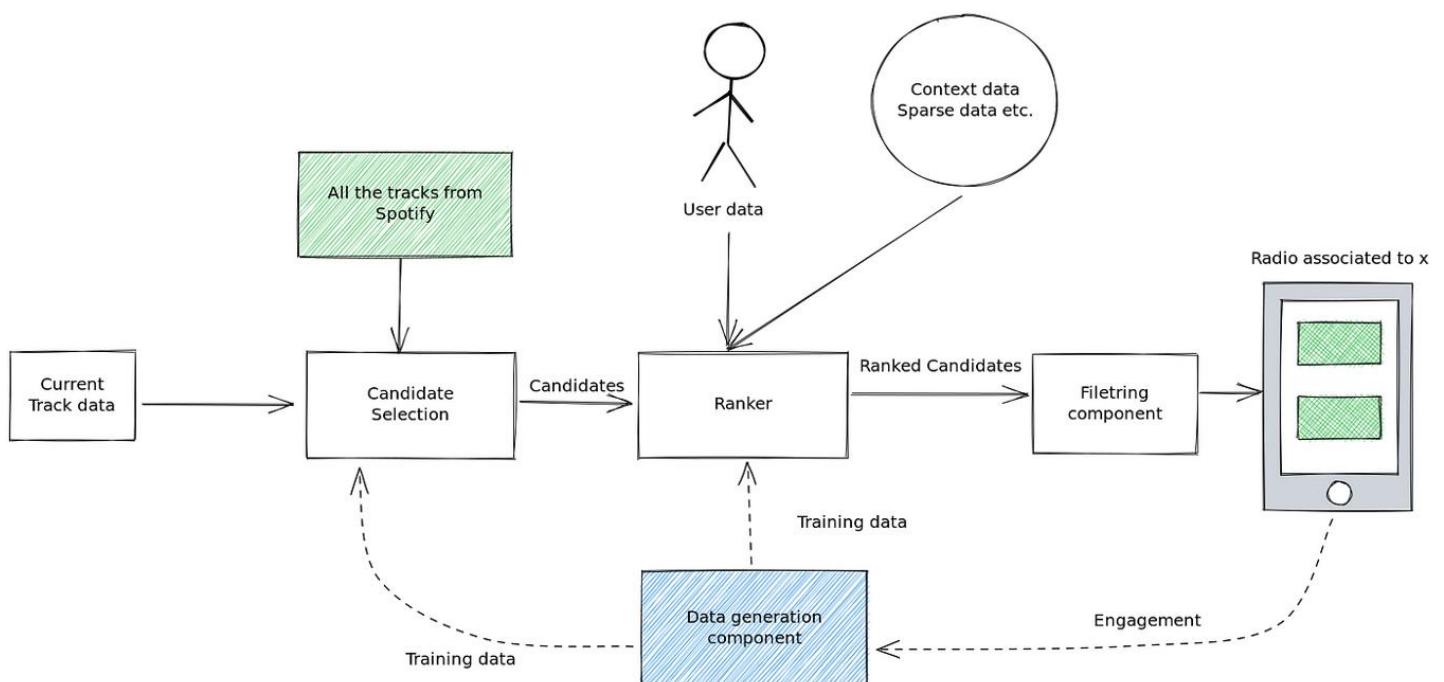 Context data
Sparse data etc.
All the tracks from
Spotify
User data
Radio associated to x
Current
Track data
Candidate
Selection
Candidates
Ranker
Ranked Candidates
Filetring
component
Training data
Data generation
component
Engagement
Training data